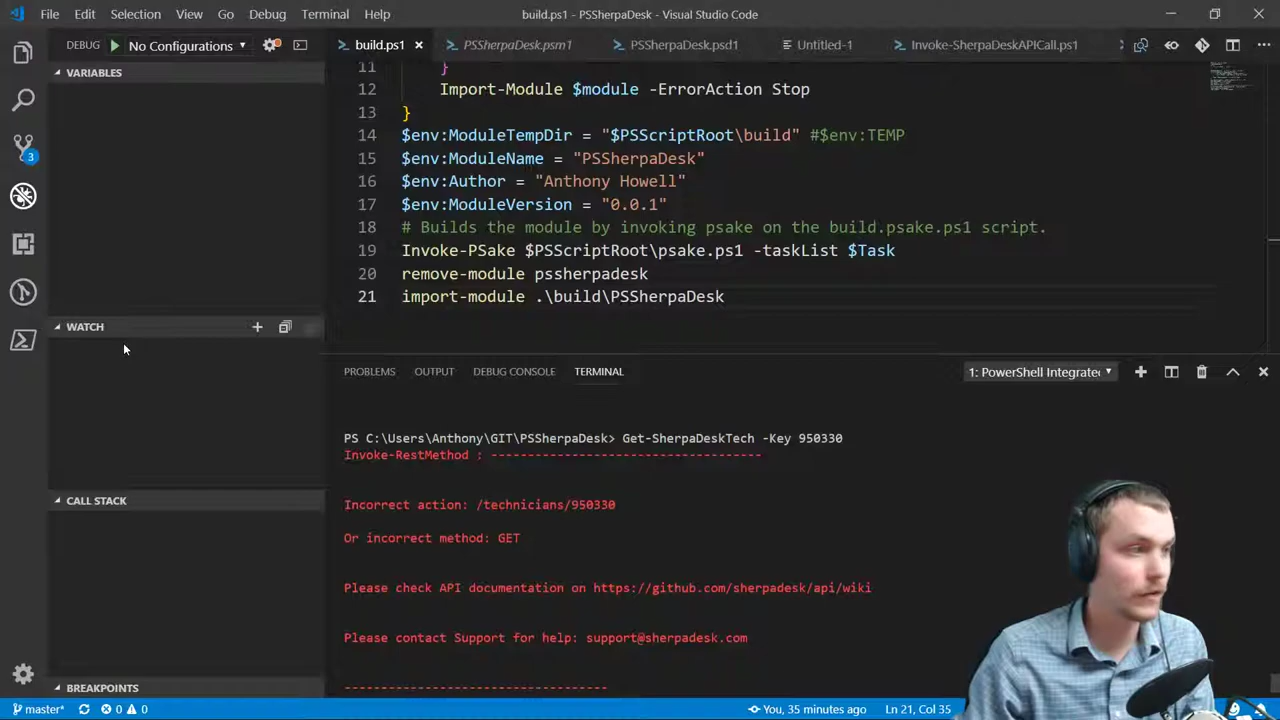 File Edit Selection View Go Debug Terminal Help build.ps1 - PSSherpaDesk - Visual Studio Code
DEBUG No Configurations build.ps1 PSSherpaDesk.psm1 PSSherpaDesk.psd1 Untitled-1 Invoke-SherpaDeskAPICall.ps1
VARIABLES
11 }
12 Import-Module $module -ErrorAction Stop
13 }
14 $env:ModuleTempDir = "$PSScriptRoot\build" #$env:TEMP
15 $env:ModuleName = "PSSherpaDesk"
16 $env:Author = "Anthony Howell"
17 $env:ModuleVersion = "0.0.1"
18 # Builds the module by invoking psake on the build.psake.ps1 script.
19 Invoke-PSake $PSScriptRoot\psake.ps1 -taskList $Task
20 remove-module pssherpadesk
21 import-module .\build\PSSherpaDesk
3
WATCH
CALL STACK
BREAKPOINTS
PROBLEMS OUTPUT DEBUG CONSOLE TERMINAL 1: PowerShell Integrate
PS C:\Users\Anthony\GIT\PSSherpaDesk> Get-SherpaDeskTech -Key 950330
Invoke-RestMethod : ------------------------------------
Incorrect action: /technicians/950330
Or incorrect method: GET
Please check API documentation on https://github.com/sherpadesk/api/wiki
Please contact Support for help: support@sherpadesk.com
-----------------------------------
master* 0 0 You, 35 minutes ago Ln 21, Col 35